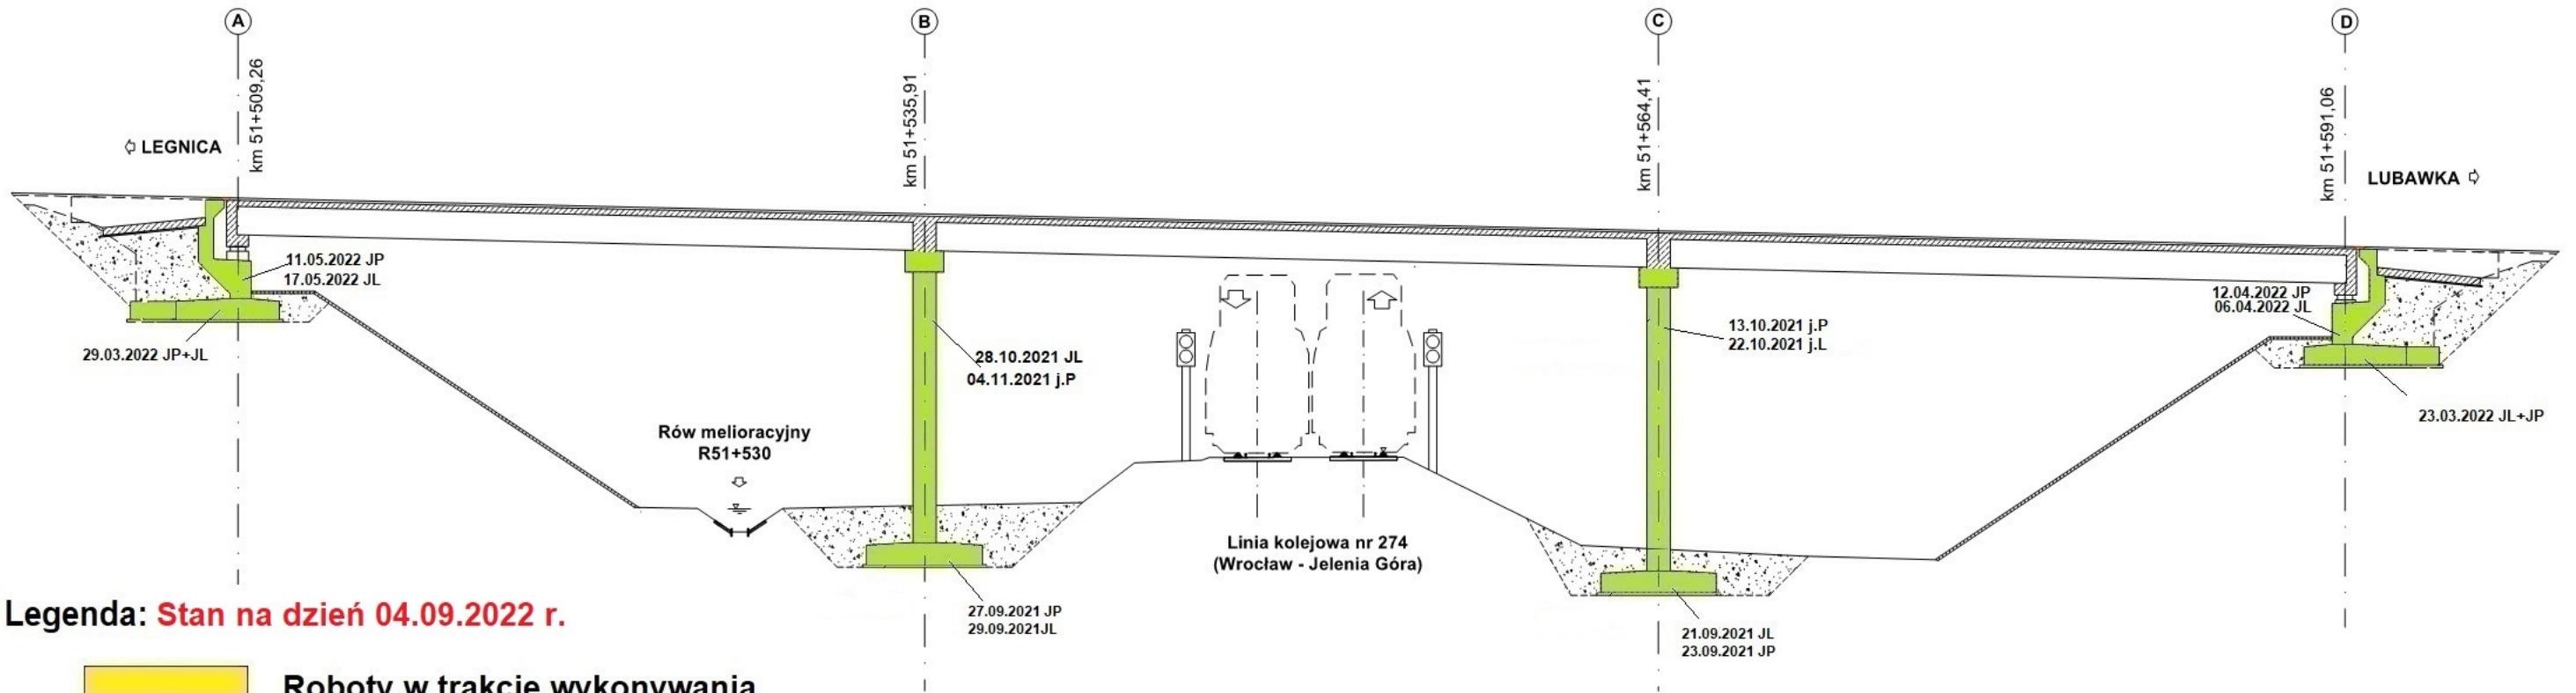 A
B
C
D
km 51+509,26
km 51+535,91
km 51+564,41
km 51+591,06
LEGNICA
LUBAWKA
11.05.2022 JP
17.05.2022 JL
29.03.2022 JP+JL
28.10.2021 JL
04.11.2021 j.P
13.10.2021 j.P
22.10.2021 j.L
12.04.2022 JP
06.04.2022 JL
23.03.2022 JL+JP
Rów melioracyjny
R51+530
Linia kolejowa nr 274
(Wrocław - Jelenia Góra)
27.09.2021 JP
29.09.2021JL
21.09.2021 JL
23.09.2021 JP
Legenda: Stan na dzień 04.09.2022 r.
Roboty w trakcie wykonywania